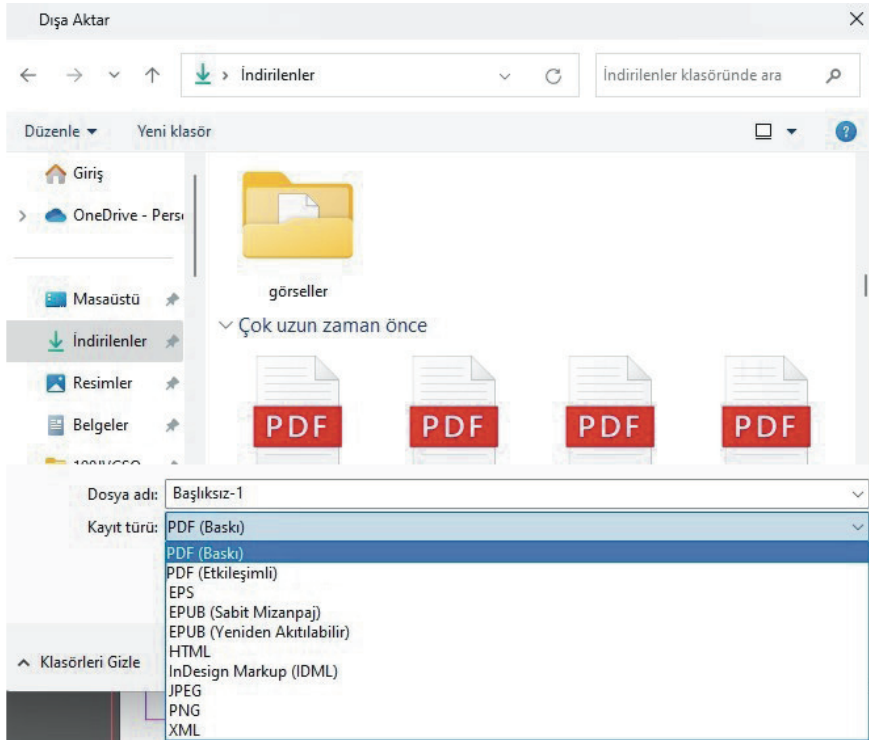 Dışa Aktar
İndirilenler
İndirilenler klasöründe ara
Düzenle
Yeni klasör
Giriş
OneDrive - Pers
Masaüstü
İndirilenler
Resimler
Belgeler
görseller
Çok uzun zaman önce
PDF PDF PDF PDF
Dosya adı: Başlıksız-1
Kayıt türü: PDF (Baskı)
PDF (Baskı)
PDF (Etkileşimli)
EPS
EPUB (Sabit Mizanpaj)
EPUB (Yeniden Akıtılabilir)
HTML
InDesign Markup (IDML)
JPEG
PNG
XML
Klasörleri Gizle